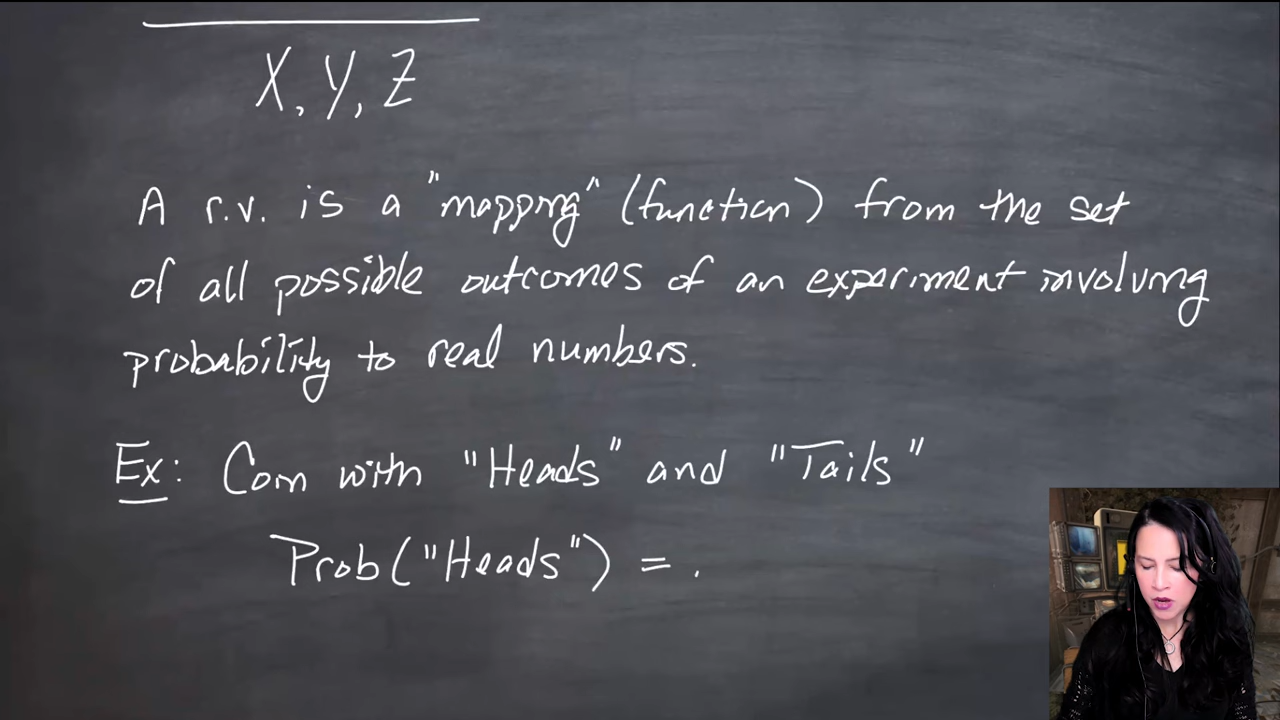 X, Y, Z
A r.v. is a "mapping" (function) from the set
of all possible outcomes of an experiment involving
probability to real numbers.
Ex: Coin with "Heads" and "Tails"
Prob("Heads") = .